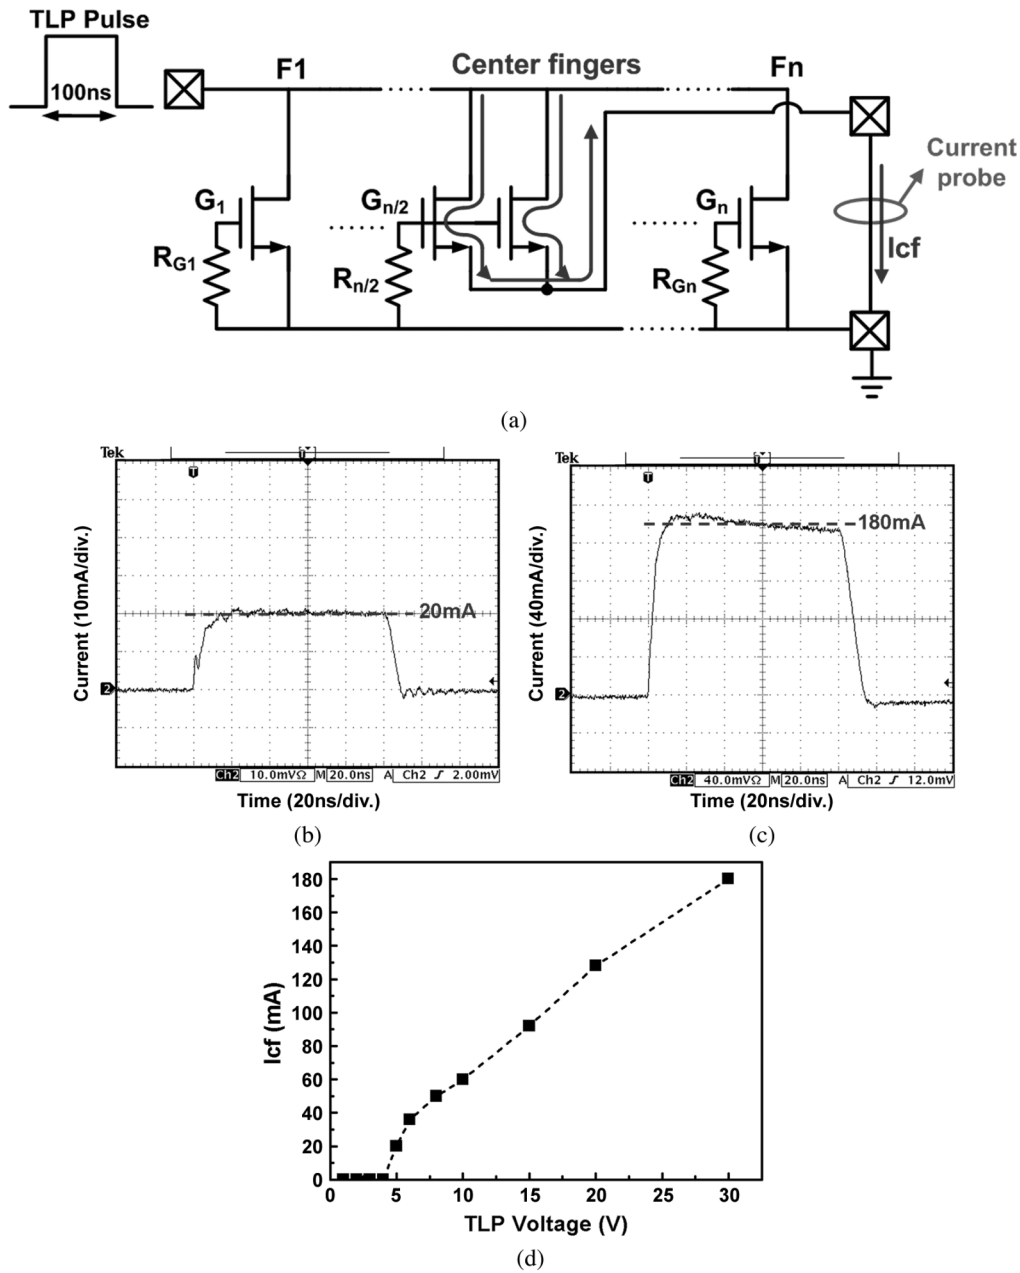 TLP Pulse
100ns
F1
Center fingers
Fn
Current
probe
G1
Gn/2
Gn
RG1
Rn/2
RGn
Icf
(a)
Tek
T
20mA
2
Current (10mA/div.)
Ch2 10.0mVΩ M 20.0ns A Ch2 2.00mV
Time (20ns/div.)
(b)
Tek
T
180mA
2
Current (40mA/div.)
Ch2 40.0mVΩ M 20.0ns A Ch2 12.0mV
Time (20ns/div.)
(c)
180
160
140
120
100
80
60
40
20
0
Icf (mA)
0 5 10 15 20 25 30
TLP Voltage (V)
(d)